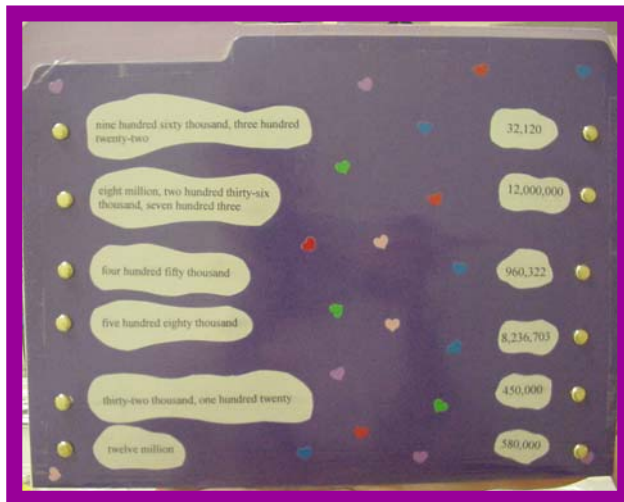 nine hundred sixty thousand, three hundred
twenty-two
32,120
eight million, two hundred thirty-six
thousand, seven hundred three
12,000,000
four hundred fifty thousand
960,322
five hundred eighty thousand
8,236,703
thirty-two thousand, one hundred twenty
450,000
twelve million
580,000